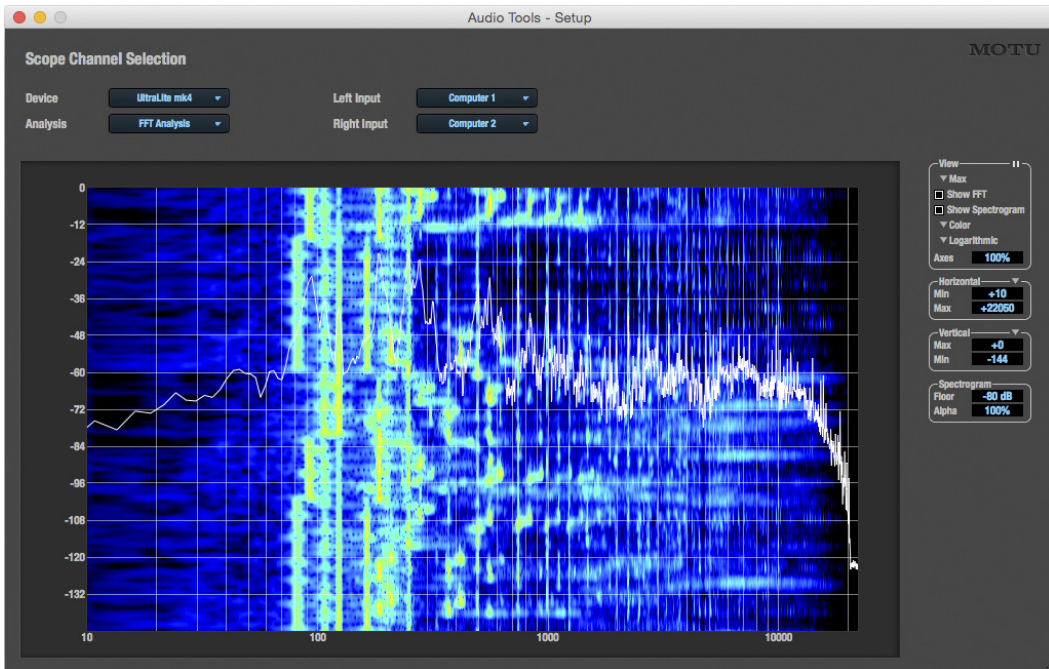 Audio Tools - Setup
MOTU
Scope Channel Selection
Device UltraLite mk4 Left Input Computer 1
Analysis FFT Analysis Right Input Computer 2
View
Max
Show FFT
Show Spectrogram
Color
Logarithmic
Axes 100%
Horizontal
Min +10
Max +22050
Vertical
Max +0
Min -144
Spectrogram
Floor -80 dB
Alpha 100%
0
-12
-24
-36
-48
-60
-72
-84
-96
-108
-120
-132
10 100 1000 10000